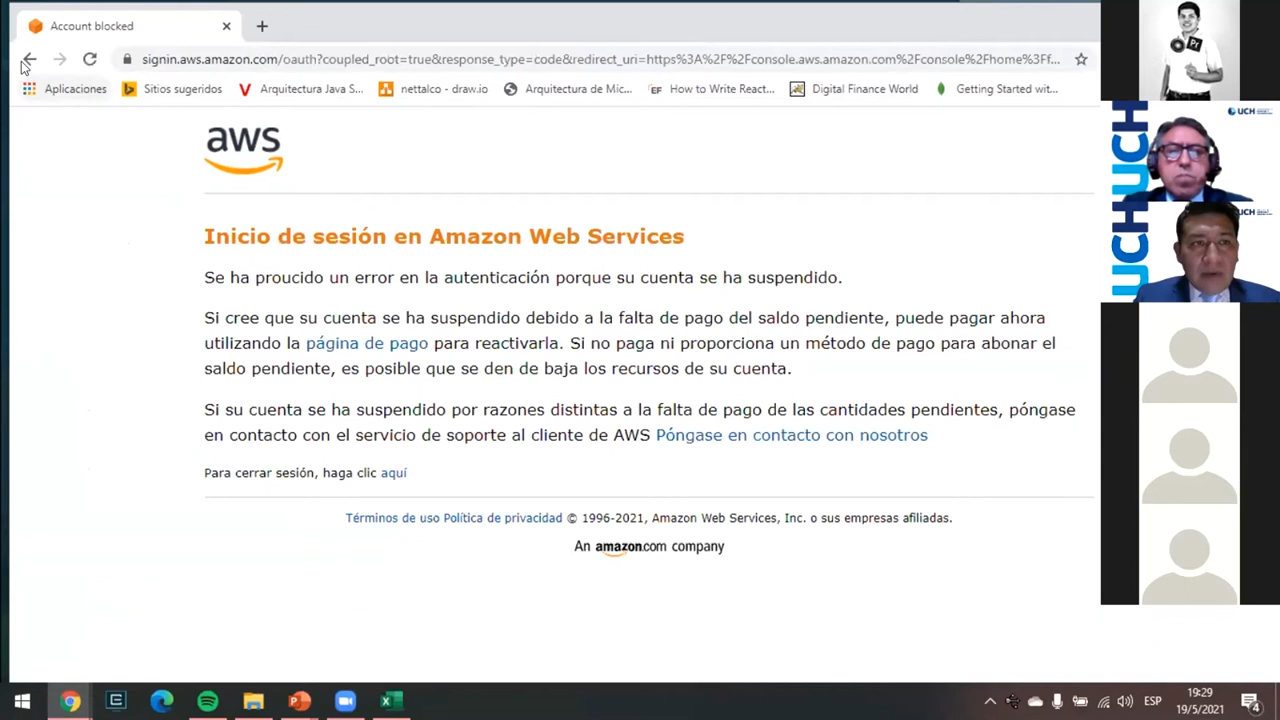 Account blocked
signin.aws.amazon.com/oauth?coupled_root=true&response_type=code&redirect_uri=https%3A%2F%2Fconsole.aws.amazon.com%2Fconsole%2Fhome%3Ff...
Aplicaciones Sitios sugeridos Arquitectura Java S... nettalco - draw.io Arquitectura de Mic... EF How to Write React... Digital Finance World Getting Started wit...
aws
Inicio de sesión en Amazon Web Services
Se ha proucido un error en la autenticación porque su cuenta se ha suspendido.
Si cree que su cuenta se ha suspendido debido a la falta de pago del saldo pendiente, puede pagar ahora
utilizando la página de pago para reactivarla. Si no paga ni proporciona un método de pago para abonar el
saldo pendiente, es posible que se den de baja los recursos de su cuenta.
Si su cuenta se ha suspendido por razones distintas a la falta de pago de las cantidades pendientes, póngase
en contacto con el servicio de soporte al cliente de AWS Póngase en contacto con nosotros
Para cerrar sesión, haga clic aquí
Términos de uso Política de privacidad © 1996-2021, Amazon Web Services, Inc. o sus empresas afiliadas.
An amazon.com company
Pr
UCH
UCH
UCH
UCH
UCH
ESP
19:29
19/5/2021
4